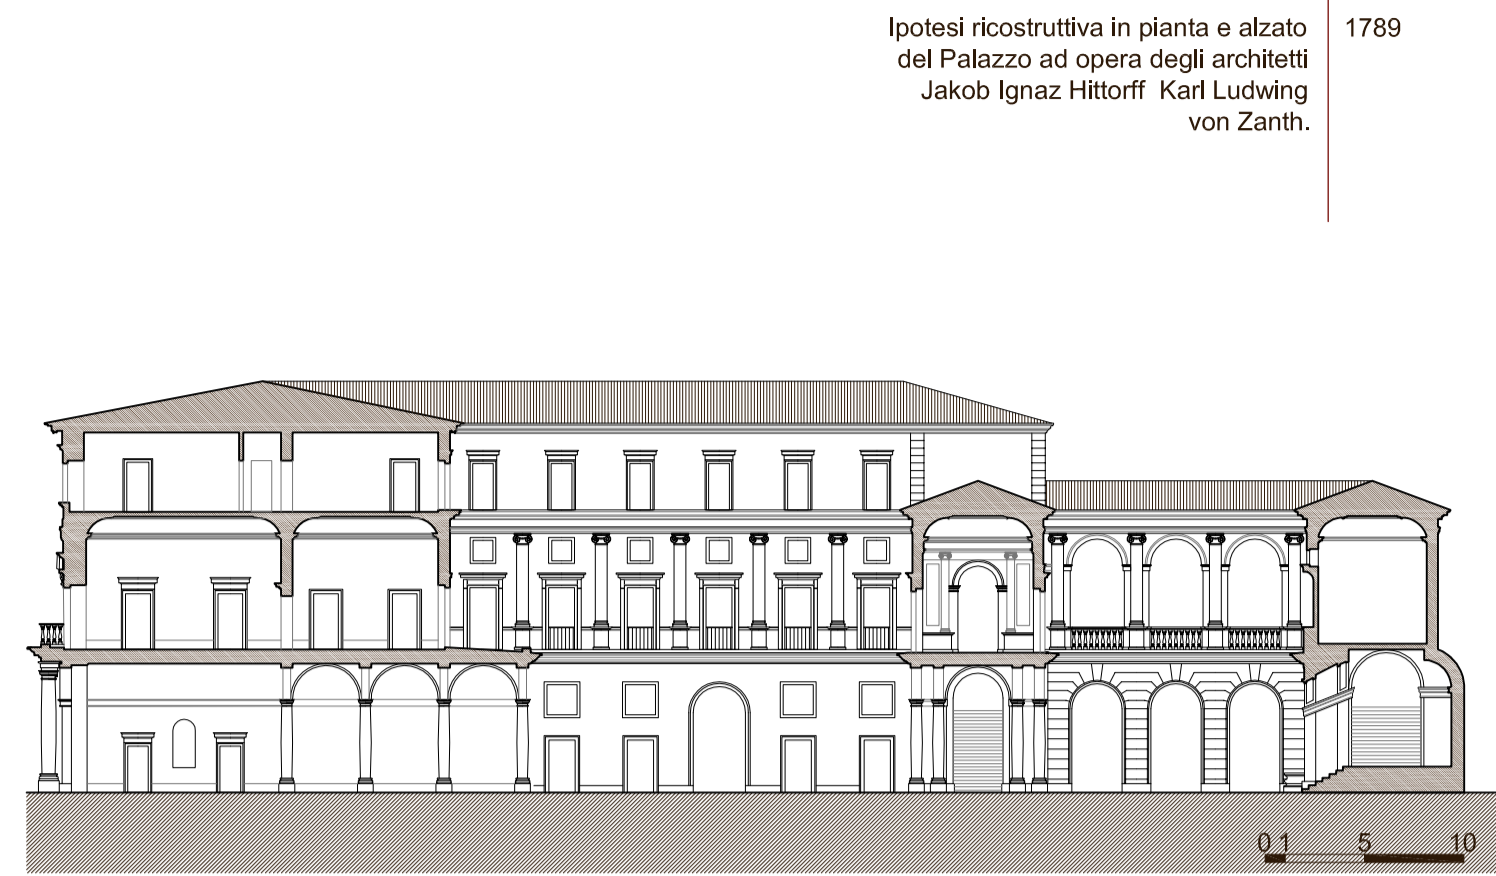 Ipotesi ricostruttiva in pianta e alzato
del Palazzo ad opera degli architetti
Jakob Ignaz Hittorff Karl Ludwing
von Zanth.
1789
0 1 5 10